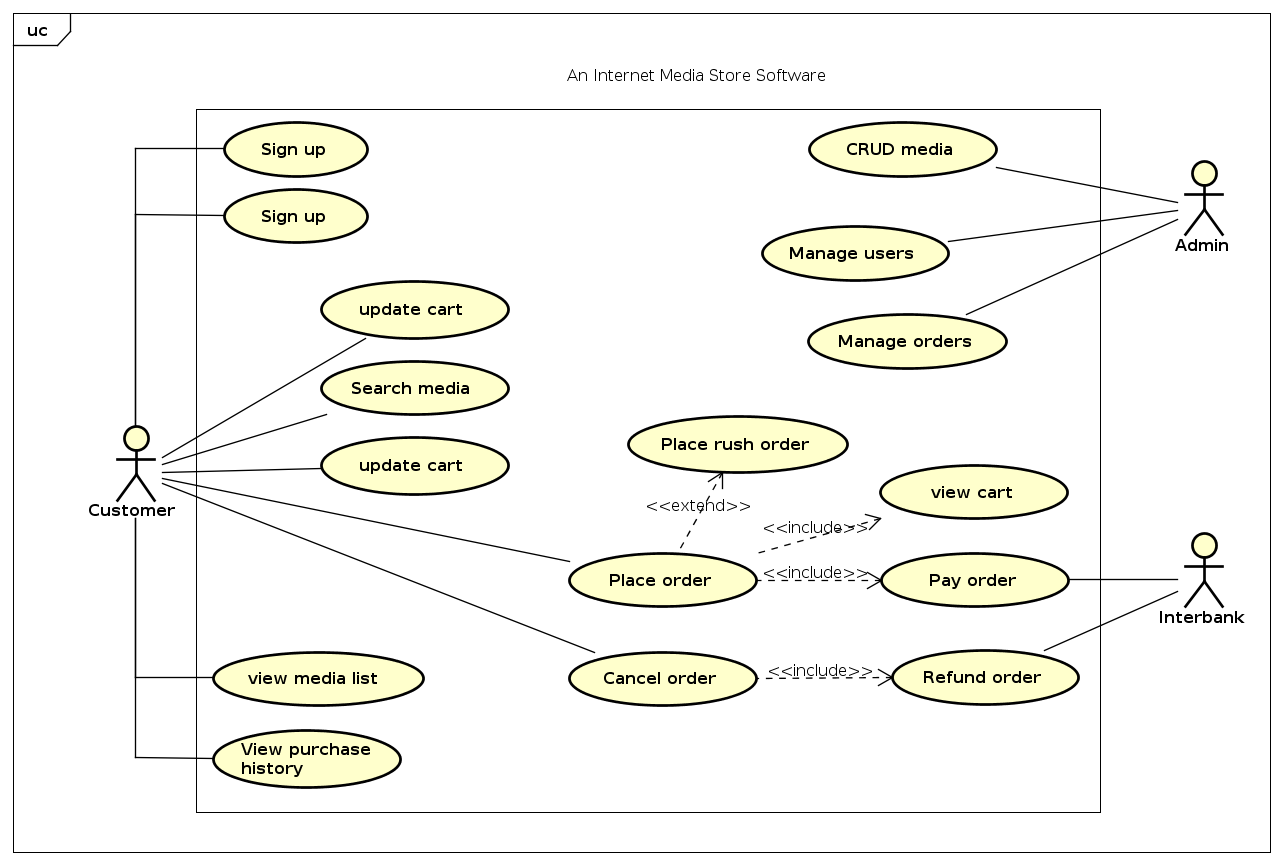 uc
An Internet Media Store Software
Sign up
CRUD media
Sign up
Manage users
Admin
update cart
Manage orders
Search media
Place rush order
update cart
view cart
Customer
<<extend>>
<<include>>
<<include>>
Place order
Pay order
Interbank
<<include>>
view media list
Cancel order
Refund order
View purchase
history